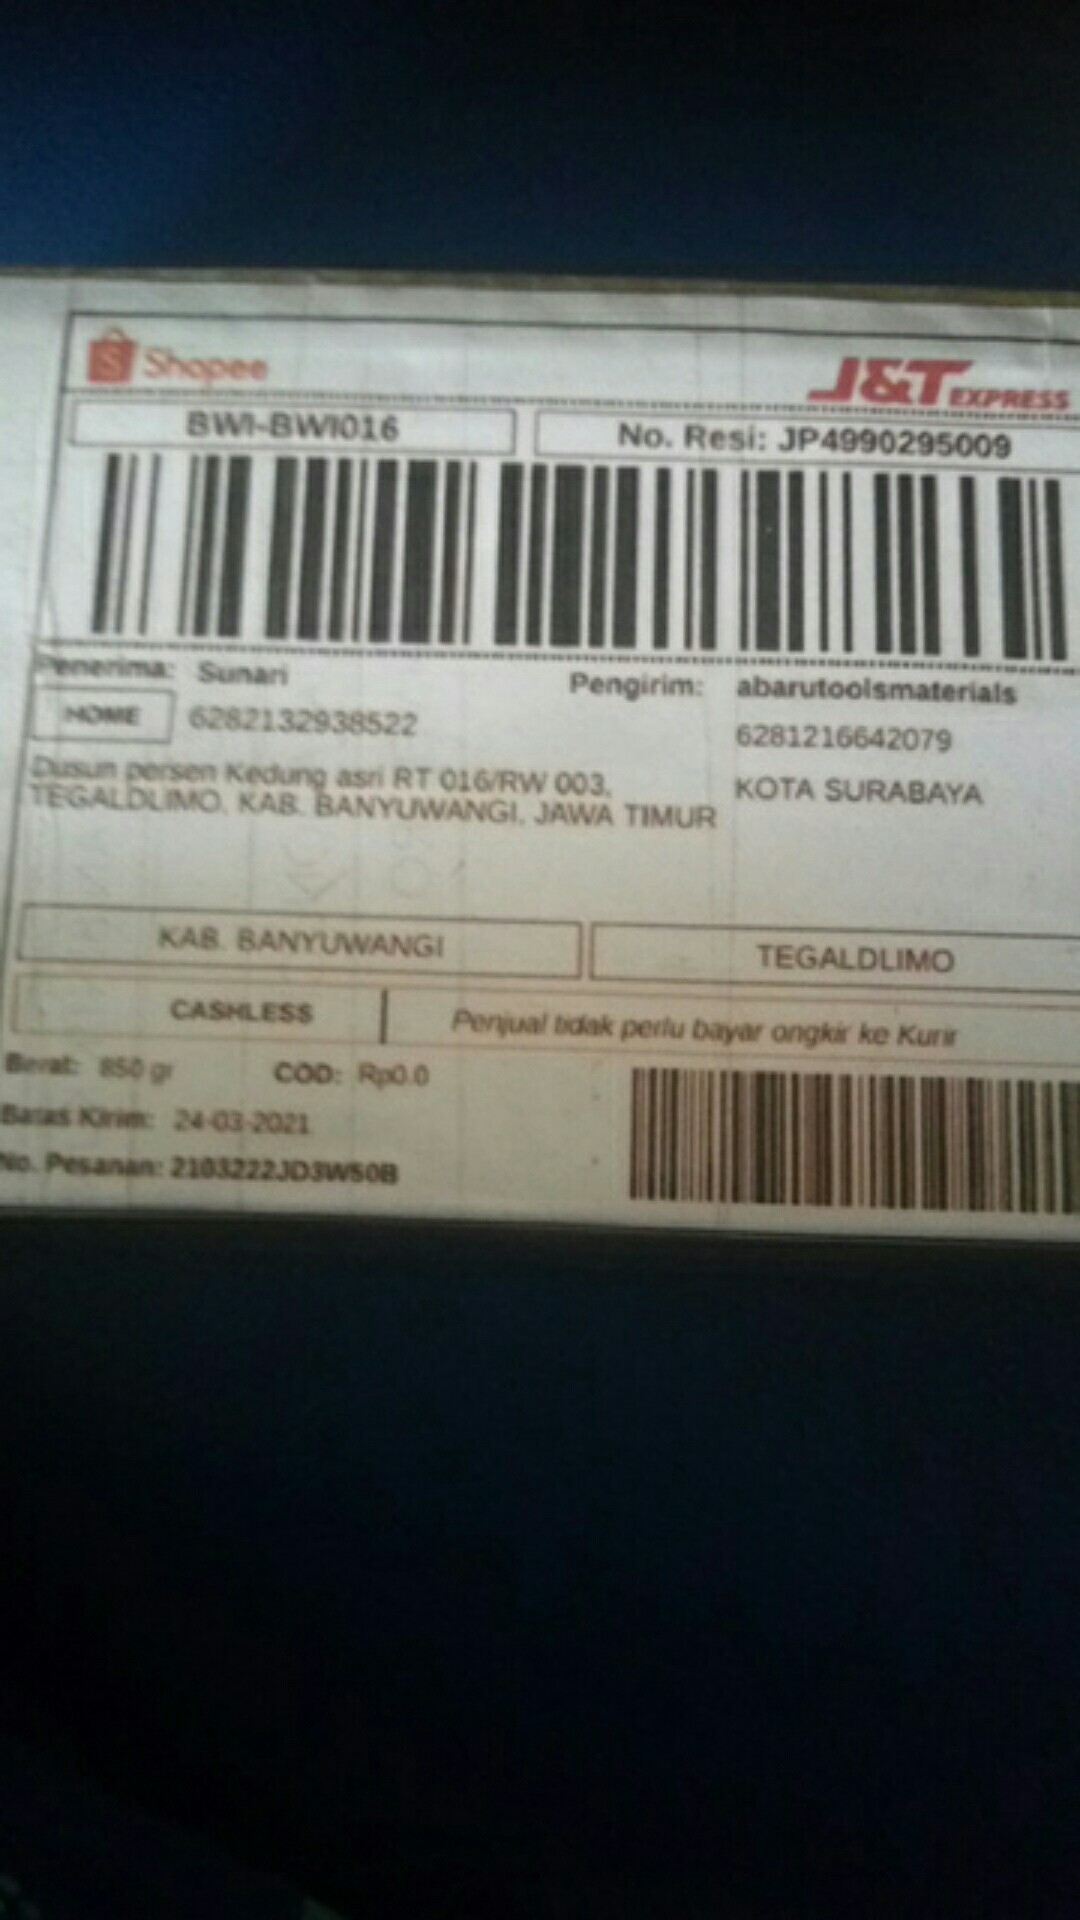 Shopee
J&T EXPRESS
BWI-BWI016
No. Resi: JP4990295009
Penerima: Sunari
Pengirim: abarutoolsmaterials
HOME
6282132938522
6281216642079
Dusun persen Kedung asri RT 016/RW 003,
KOTA SURABAYA
TEGALDLIMO, KAB. BANYUWANGI, JAWA TIMUR
KAB. BANYUWANGI
TEGALDLIMO
CASHLESS
Penjual tidak perlu bayar ongkir ke Kurir
Berat: 850 gr
COD: Rp0.0
Batas Kirim: 24-03-2021
No. Pesanan: 2103222JD3W50B